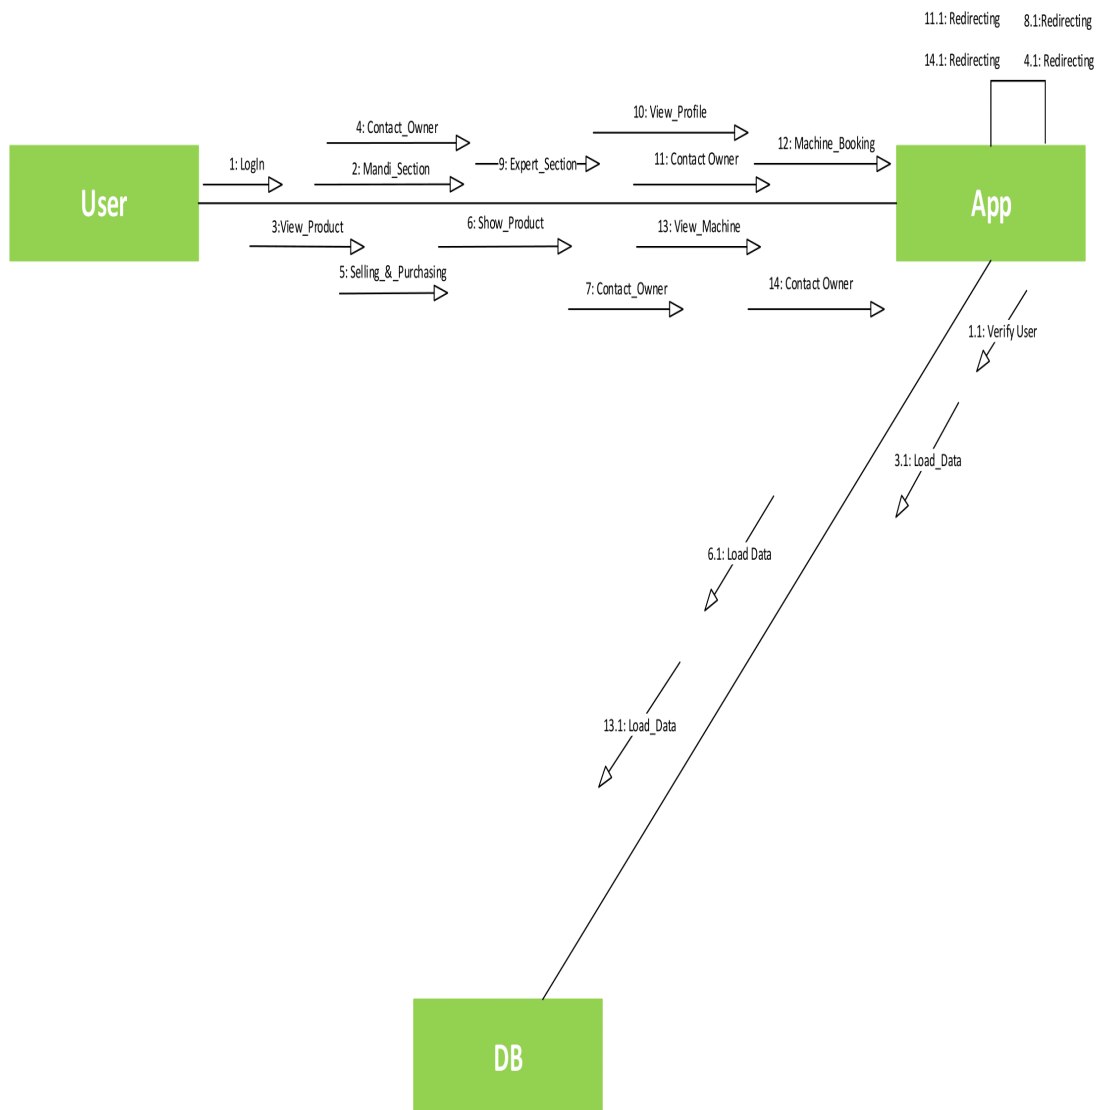 11.1: Redirecting
8.1:Redirecting
14.1: Redirecting
4.1: Redirecting
10: View_Profile
4: Contact_Owner
12: Machine_Booking
1: LogIn
2: Mandi_Section
9: Expert_Section
11: Contact Owner
User
App
3:View_Product
6: Show_Product
13: View_Machine
5: Selling_&_Purchasing
7: Contact_Owner
14: Contact Owner
1.1: Verify User
3.1: Load_Data
6.1: Load Data
13.1: Load_Data
DB